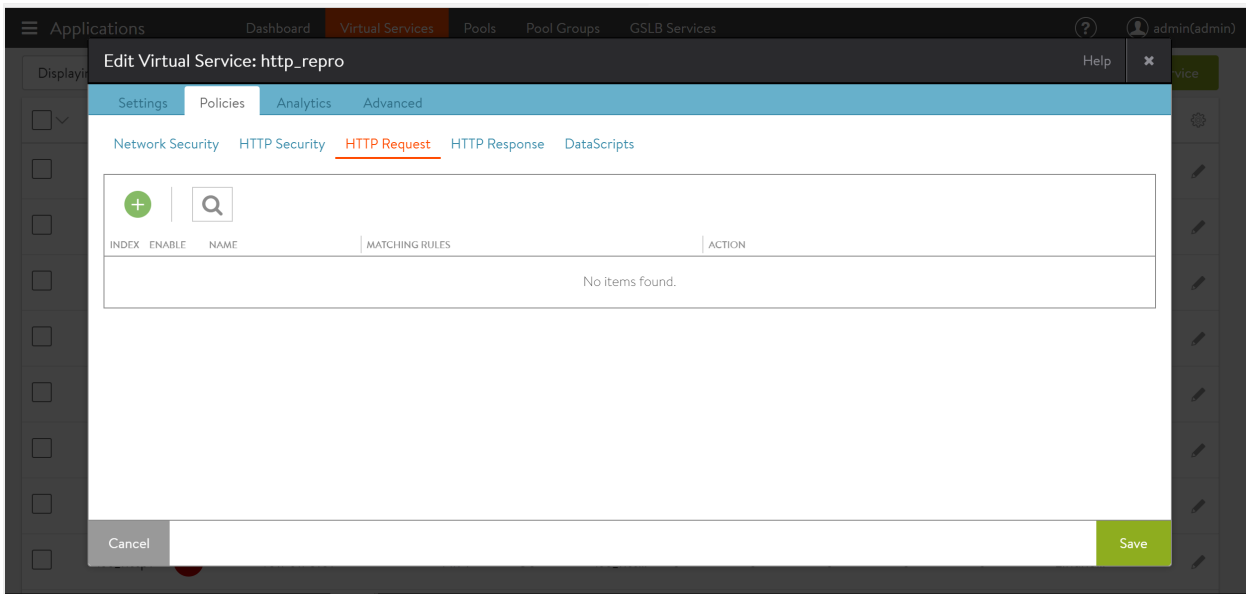 Applications Dashboard Virtual Services Pools Pool Groups GSLB Services ? admin(admin)
Edit Virtual Service: http_repro Help
Settings Policies Analytics Advanced
Network Security HTTP Security HTTP Request HTTP Response DataScripts
INDEX ENABLE NAME MATCHING RULES ACTION
No items found.
Cancel Save